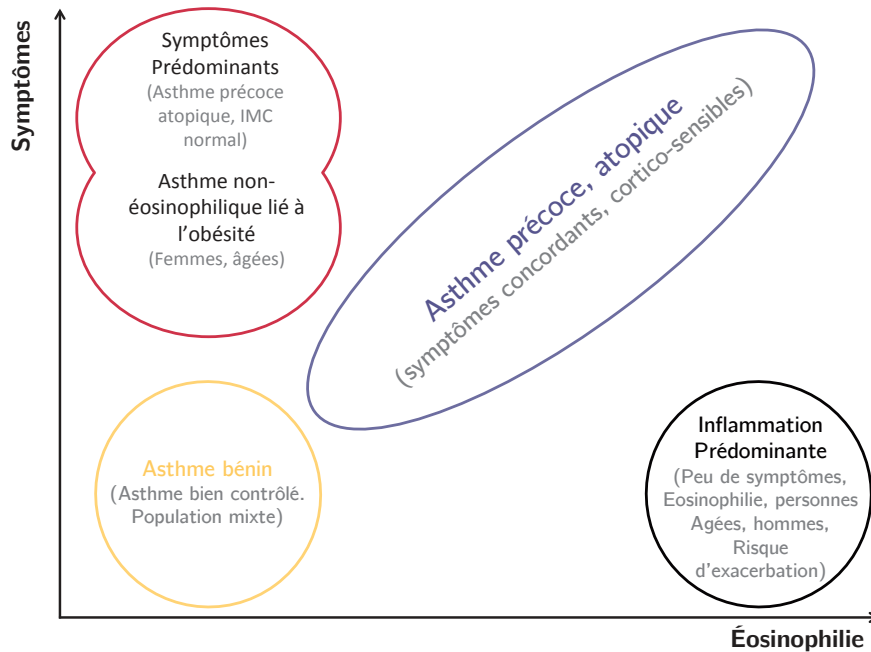 Symptômes
Symptômes
Prédominants
(Asthme précoce
atopique, IMC
normal)
Asthme non-
éosinophilique lié à
l'obésité
(Femmes, âgées)
Asthme précoce, atopique
(symptômes concordants, cortico-sensibles)
Asthme bénin
(Asthme bien contrôlé.
Population mixte)
Inflammation
Prédominante
(Peu de symptômes,
Eosinophilie, personnes
Agées, hommes,
Risque
d'exacerbation)
Éosinophilie